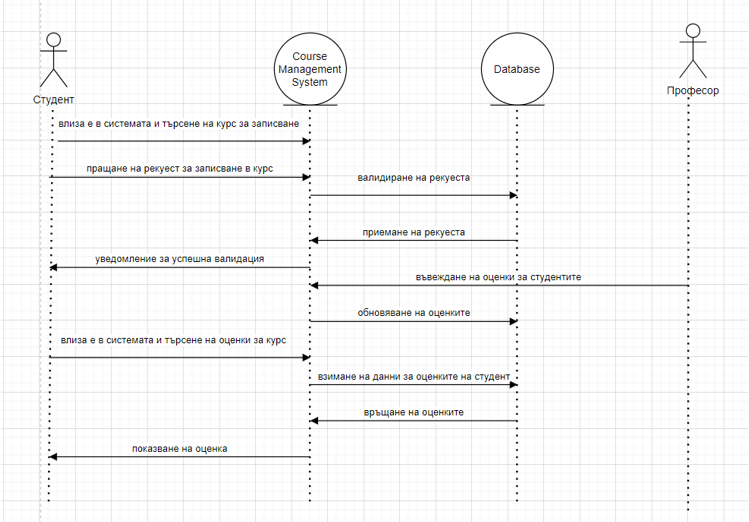 Course
Management
System
Database
Студент
Професор
влиза е в системата и търсене на курс за записване
пращане на рекуест за записване в курс
валидиране на рекуеста
приемане на рекуеста
уведомление за успешна валидация
въвеждане на оценки за студентите
обновяване на оценките
влиза е в системата и търсене на оценки за курс
взимане на данни за оценките на студент
връщане на оценките
показване на оценка